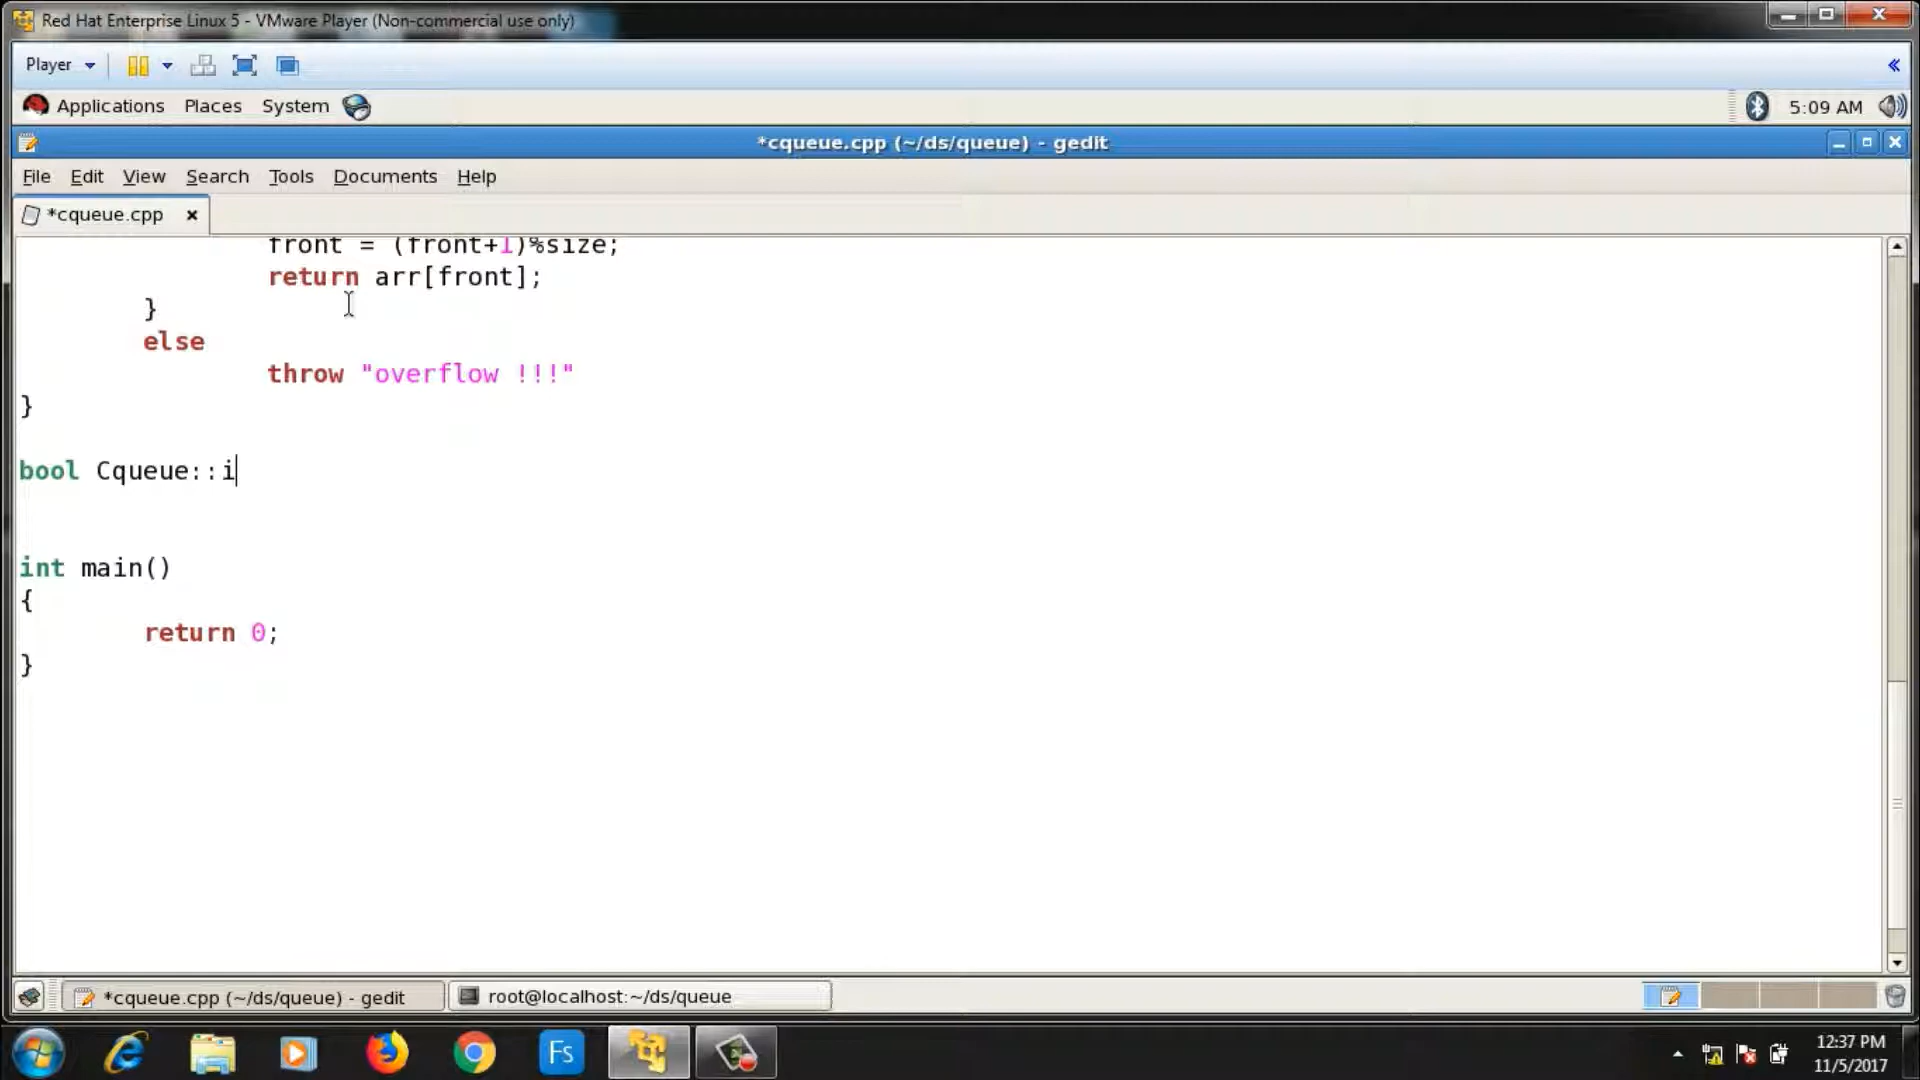 Red Hat Enterprise Linux 5 - VMware Player (Non-commercial use only)
Player
Applications Places System 5:09 AM
*cqueue.cpp (~/ds/queue) - gedit
File Edit View Search Tools Documents Help
*cqueue.cpp
front = (front+1)%size;
return arr[front];
}
else
throw "overflow !!!"
}
bool Cqueue::i
int main()
{
return 0;
}
*cqueue.cpp (~/ds/queue) - gedit root@localhost:~/ds/queue
Fs
12:37 PM
11/5/2017